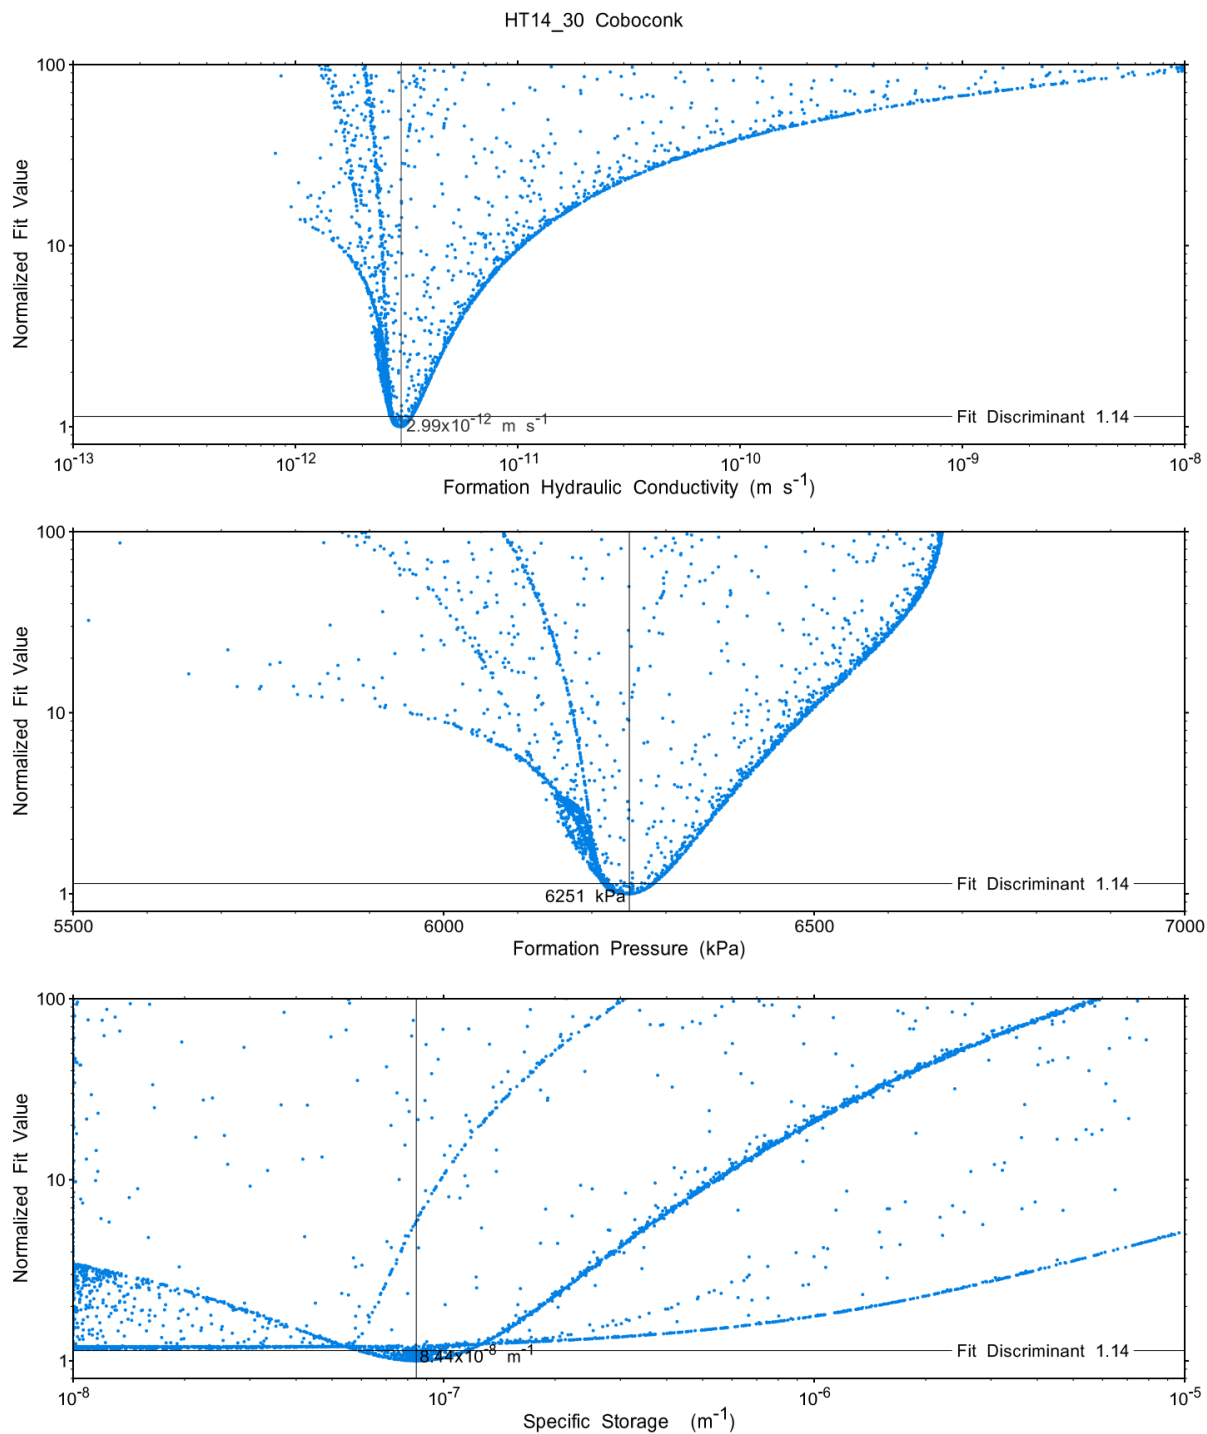 HT14_30 Coboconk
100
10
1
Normalized Fit Value
Fit Discriminant 1.14
2.99x10⁻¹² m s⁻¹
10⁻¹³ 10⁻¹² 10⁻¹¹ 10⁻¹⁰ 10⁻⁹ 10⁻⁸
Formation Hydraulic Conductivity (m s⁻¹)
100
10
1
Normalized Fit Value
Fit Discriminant 1.14
6251 kPa
5500 6000 6500 7000
Formation Pressure (kPa)
100
10
1
Normalized Fit Value
Fit Discriminant 1.14
8.44x10⁻⁸ m⁻¹
10⁻⁸ 10⁻⁷ 10⁻⁶ 10⁻⁵
Specific Storage (m⁻¹)